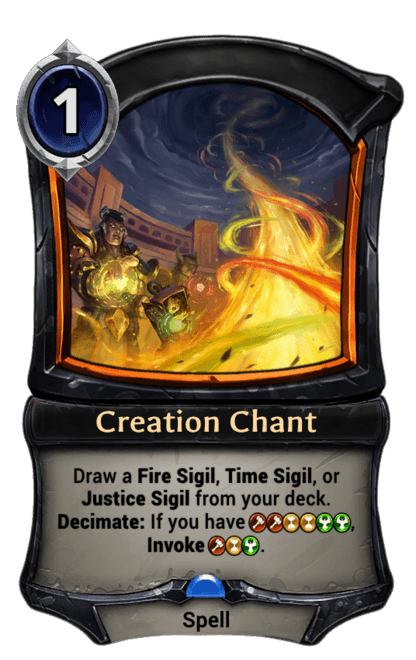 1
Creation Chant
Draw a Fire Sigil, Time Sigil, or
Justice Sigil from your deck.
Decimate: If you have ,
Invoke .
Spell